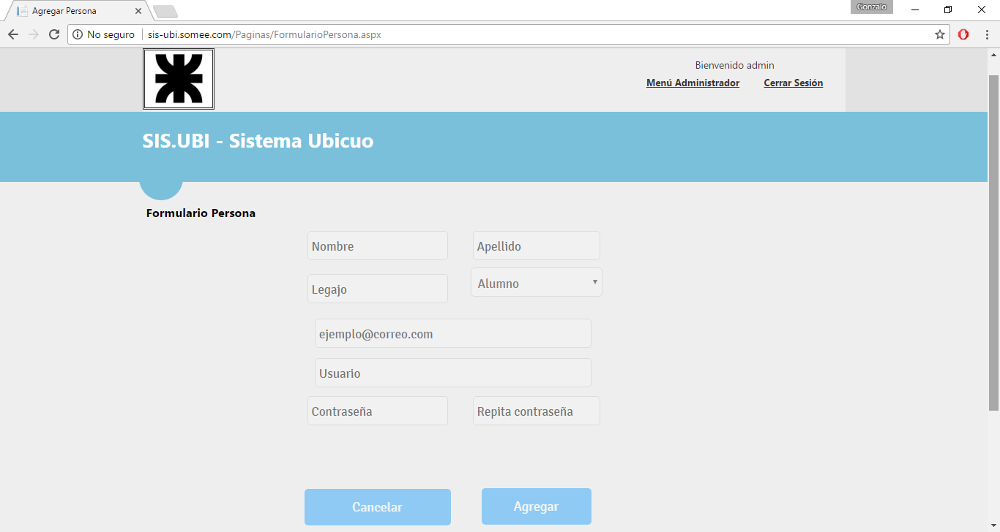 Agregar Persona
Gonzalo
No seguro
sis-ubi.somee.com/Paginas/FormularioPersona.aspx
Bienvenido admin
Menú Administrador Cerrar Sesión
SIS.UBI - Sistema Ubicuo
Formulario Persona
Nombre Apellido
Legajo Alumno
ejemplo@correo.com
Usuario
Contraseña Repita contraseña
Cancelar Agregar